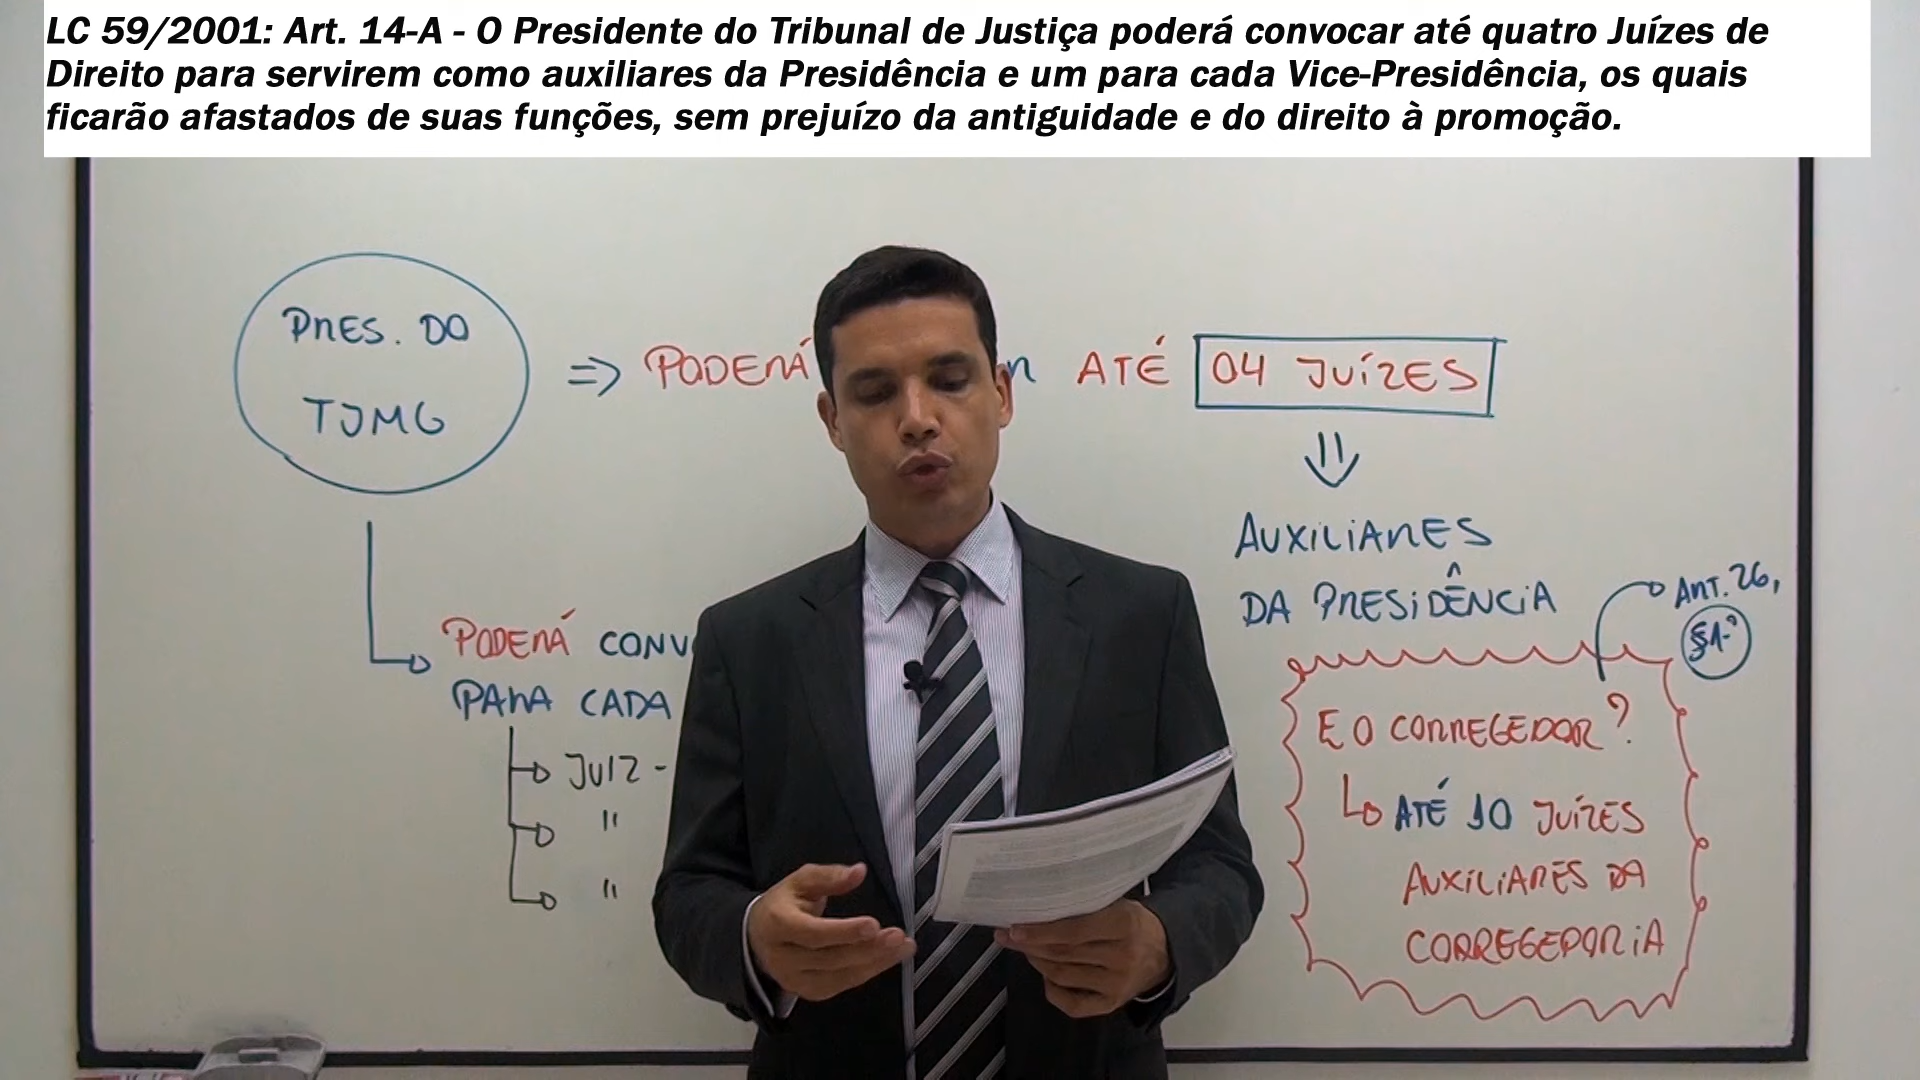 LC 59/2001: Art. 14-A - O Presidente do Tribunal de Justiça poderá convocar até quatro Juízes de
Direito para servirem como auxiliares da Presidência e um para cada Vice-Presidência, os quais
ficarão afastados de suas funções, sem prejuízo da antiguidade e do direito à promoção.
PRES. DO
TJMG
⇒ PODERÁ
R ATÉ 04 JUÍZES
AUXILIARES
DA PRESIDÊNCIA
ART. 26,
§1º
PODERÁ CONV
PARA CADA
JUIZ -
"
"
E O CORREGEDOR?
ATÉ 10 JUÍZES
AUXILIARES DA
CORREGEDORIA